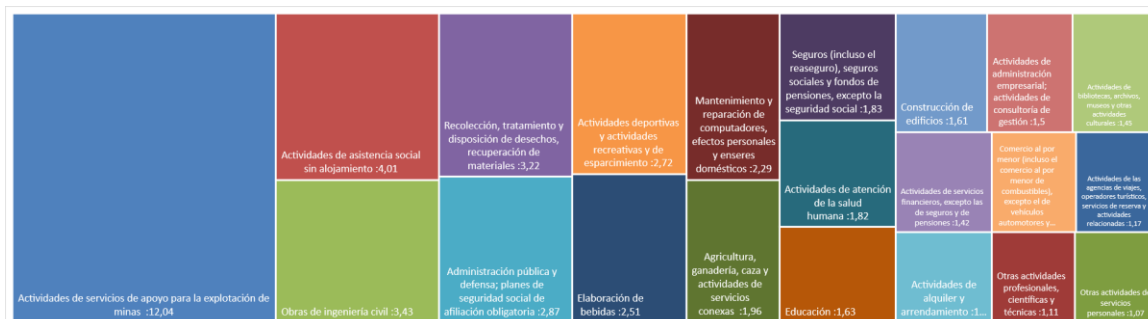 Actividades de servicios de apoyo para la explotación de
minas :12,04
Actividades de asistencia social
sin alojamiento :4,01
Obras de ingeniería civil :3,43
Recolección, tratamiento y
disposición de desechos,
recuperación de
materiales :3,22
Administración pública y
defensa; planes de
seguridad social de
afiliación obligatoria :2,87
Actividades deportivas
y actividades
recreativas y de
esparcimiento :2,72
Elaboración de
bebidas :2,51
Mantenimiento y
reparación de
computadores,
efectos personales
y enseres
domésticos :2,29
Agricultura,
ganadería, caza y
actividades de
servicios
conexas :1,96
Seguros (incluso el
reaseguro), seguros
sociales y fondos de
pensiones, excepto la
seguridad social :1,83
Actividades de atención
de la salud
humana :1,82
Educación :1,63
Construcción de
edificios :1,61
Actividades de servicios
financieros, excepto las
de seguros y de
pensiones :1,42
Actividades de
alquiler y
arrendamiento :1...
Actividades de
administración
empresarial;
actividades de
consultoría de
gestión :1,5
Comercio al por
menor (incluso el
comercio al por
menor de
combustibles),
excepto el de
vehículos
automotores y...
Otras actividades
profesionales,
científicas y
técnicas :1,11
Actividades de
bibliotecas, archivos,
museos y otras
actividades
culturales :1,45
Actividades de las
agencias de viajes,
operadores turísticos,
servicios de reserva y
actividades
relacionadas :1,17
Otras actividades de
servicios
personales :1,07